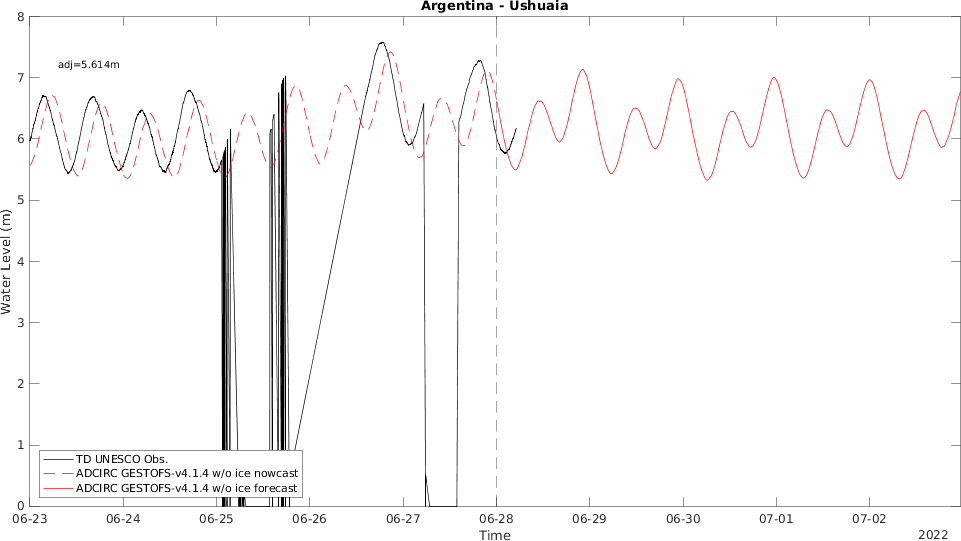 Argentina - Ushuaia
8
adj=5.614m
7
6
5
4
3
2
1
0
Water Level (m)
TD UNESCO Obs.
ADCIRC GESTOFS-v4.1.4 w/o ice nowcast
ADCIRC GESTOFS-v4.1.4 w/o ice forecast
06-23 06-24 06-25 06-26 06-27 06-28 06-29 06-30 07-01 07-02
Time
2022